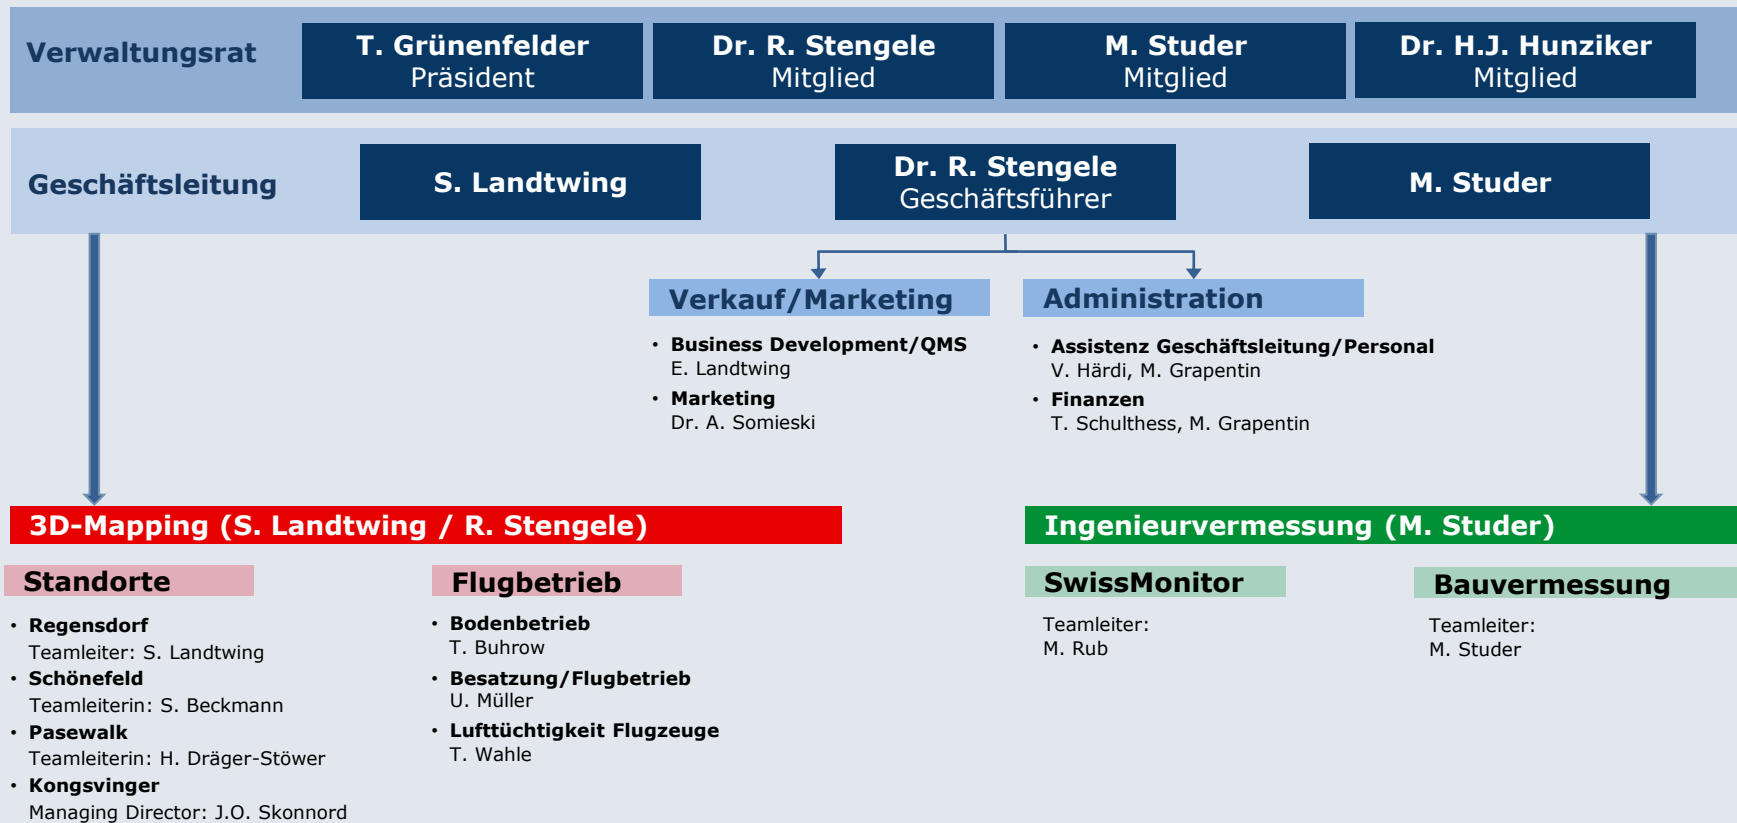 Verwaltungsrat
T. Grünenfelder
Präsident
Dr. R. Stengele
Mitglied
M. Studer
Mitglied
Dr. H.J. Hunziker
Mitglied
Geschäftsleitung
S. Landtwing
Dr. R. Stengele
Geschäftsführer
M. Studer
Verkauf/Marketing
• Business Development/QMS
E. Landtwing
• Marketing
Dr. A. Somieski
Administration
• Assistenz Geschäftsleitung/Personal
V. Härdi, M. Grapentin
• Finanzen
T. Schulthess, M. Grapentin
3D-Mapping (S. Landtwing / R. Stengele)
Standorte
• Regensdorf
Teamleiter: S. Landtwing
• Schönefeld
Teamleiterin: S. Beckmann
• Pasewalk
Teamleiterin: H. Dräger-Stöwer
• Kongsvinger
Managing Director: J.O. Skonnord
Flugbetrieb
• Bodenbetrieb
T. Buhrow
• Besatzung/Flugbetrieb
U. Müller
• Lufttüchtigkeit Flugzeuge
T. Wahle
Ingenieurvermessung (M. Studer)
SwissMonitor
Teamleiter:
M. Rub
Bauvermessung
Teamleiter:
M. Studer